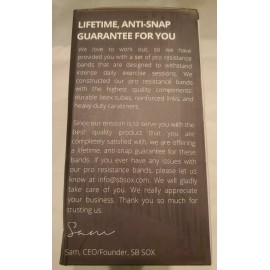 LIFETIME, ANTI-SNAP
GUARANTEE FOR YOU
We love to work out, so we have
provided you with a set of pro resistance
bands that are designed to withstand
intense daily exercise sessions. We
constructed our pro resistance bands
with the highest quality components:
durable latex tubes, reinforced links, and
heavy-duty carabiners.
Since our mission is to serve you with the
best quality product that you are
completely satisfied with, we are offering
a lifetime, anti-snap guarantee for these
bands. If you ever have any issues with
our pro resistance bands, please let us
know at info@sbsox.com. We will gladly
take care of you. We really appreciate
your business. Thank you so much for
trusting us.
Sam
Sam, CEO/Founder, SB SOX